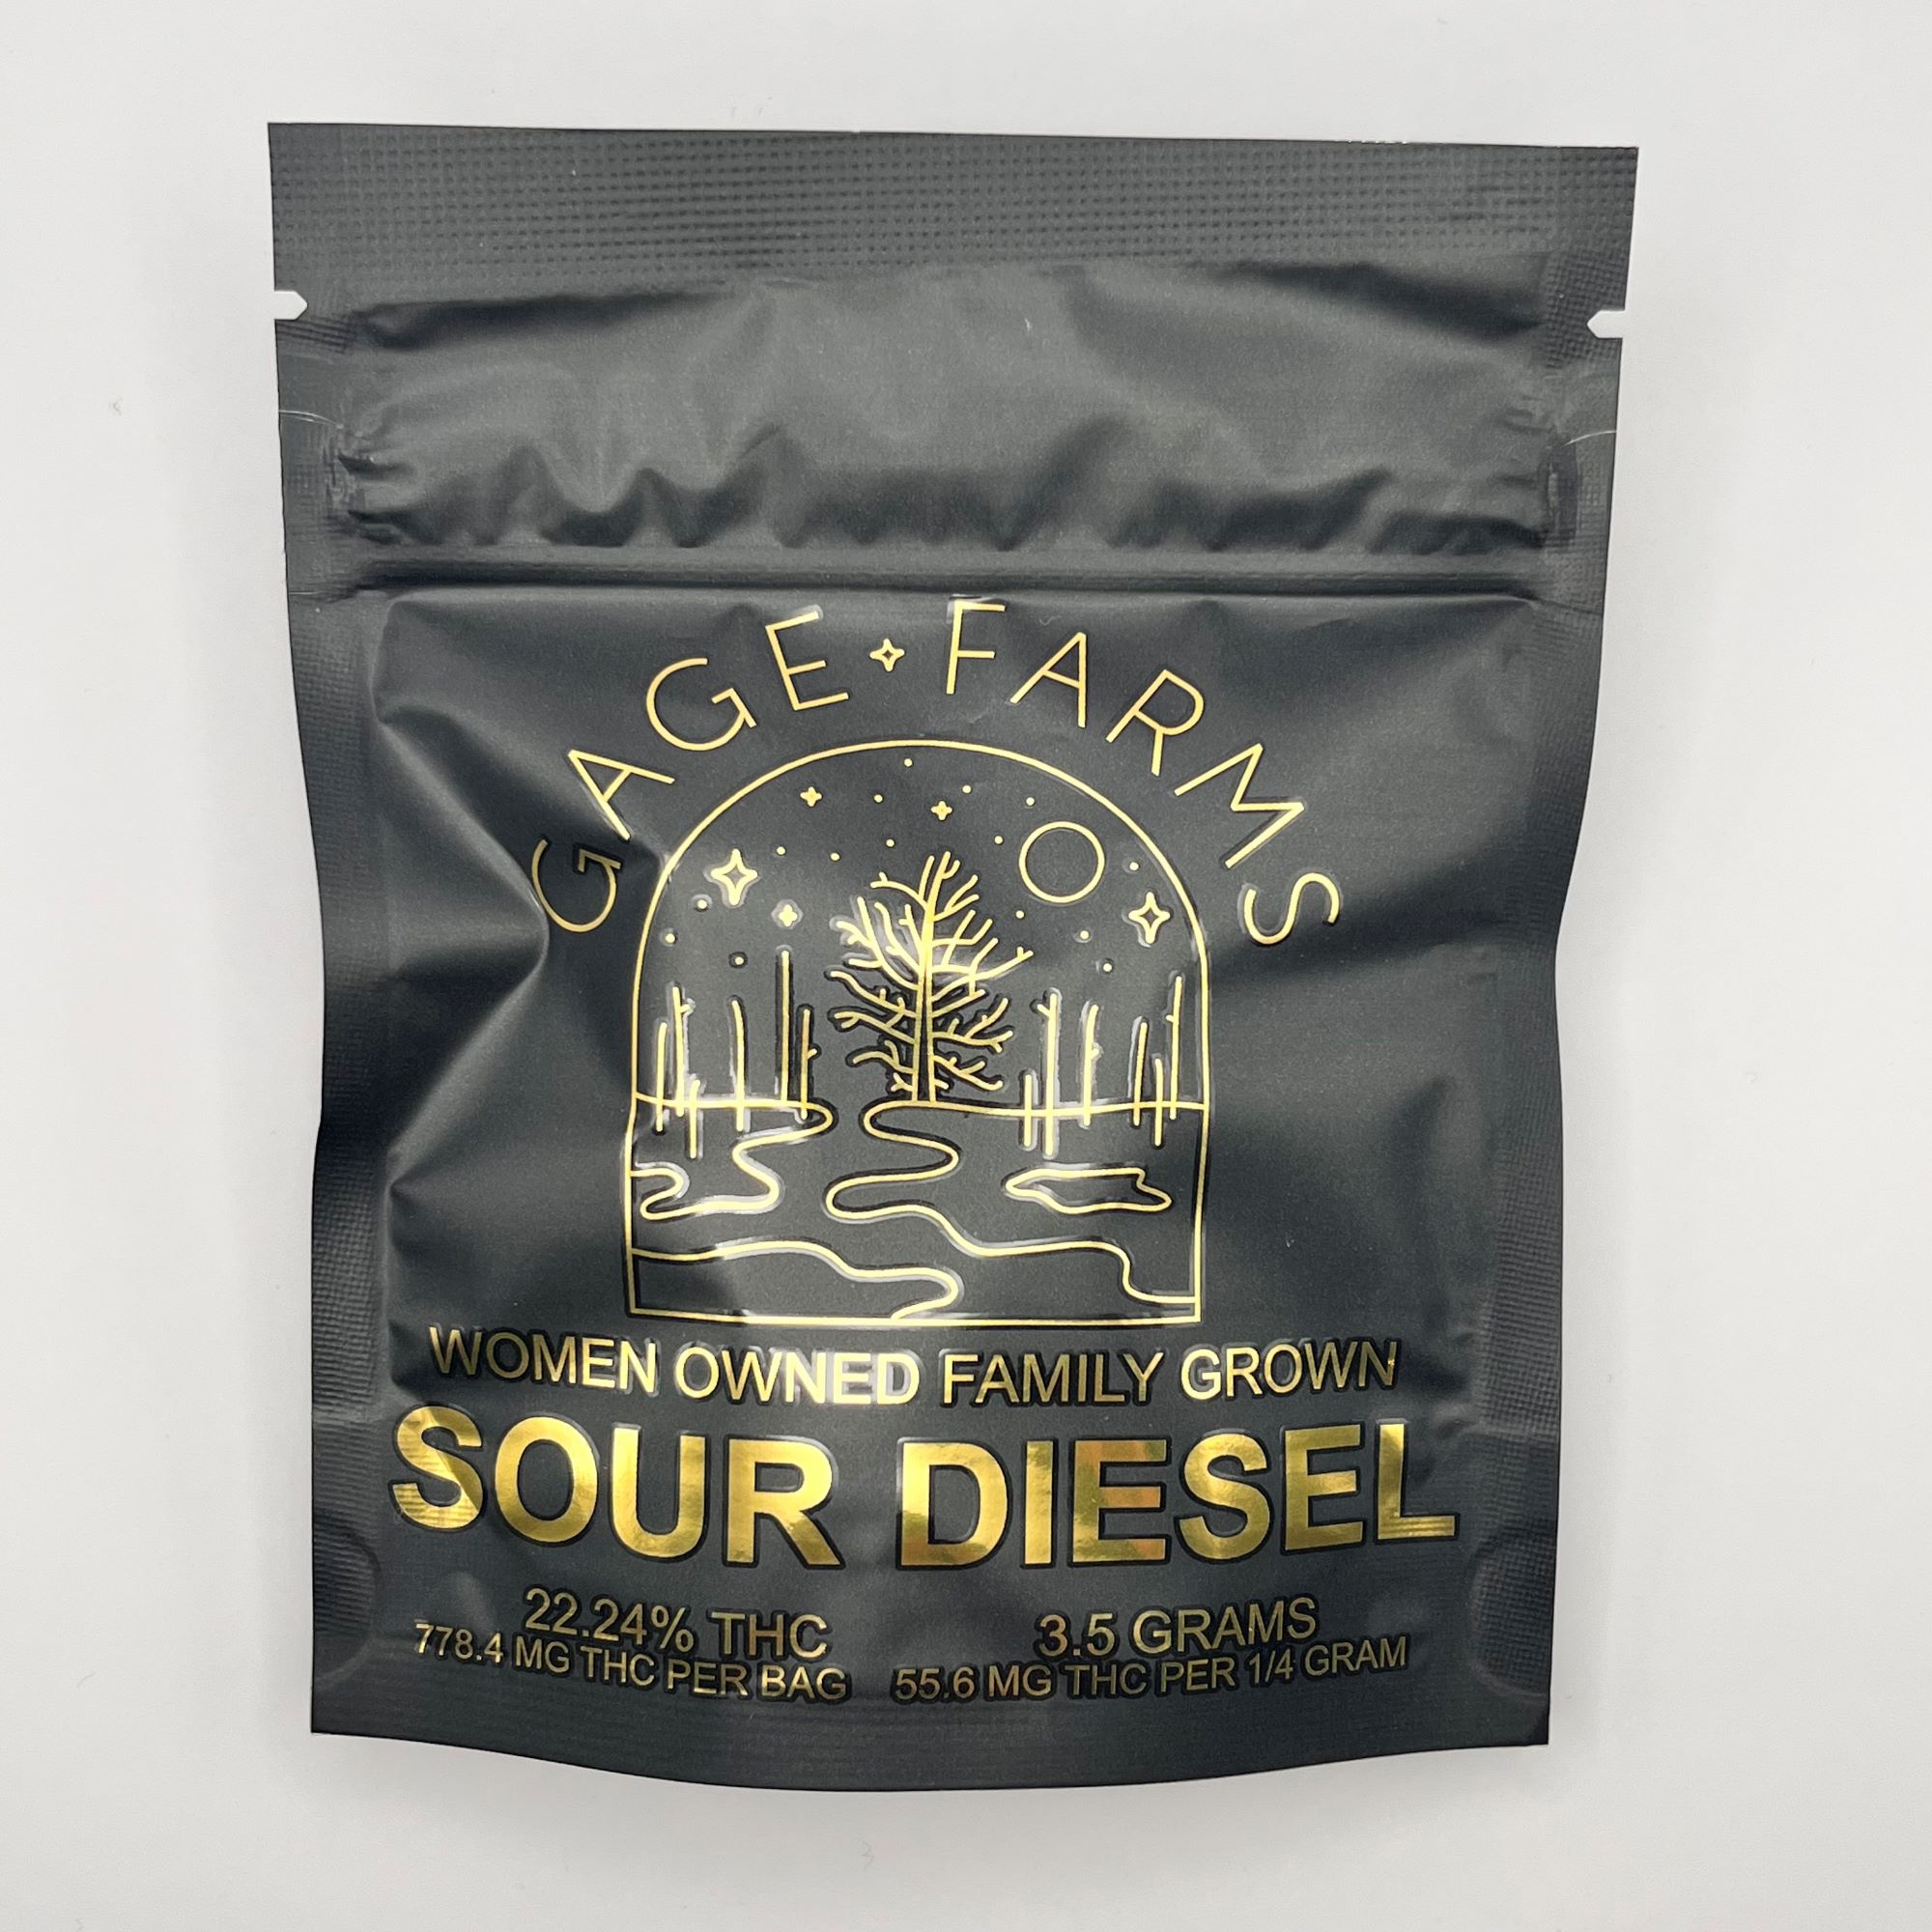 GAGE FARMS
WOMEN OWNED FAMILY GROWN
SOUR DIESEL
22.24% THC
778.4 MG THC PER BAG
3.5 GRAMS
55.6 MG THC PER 1/4 GRAM